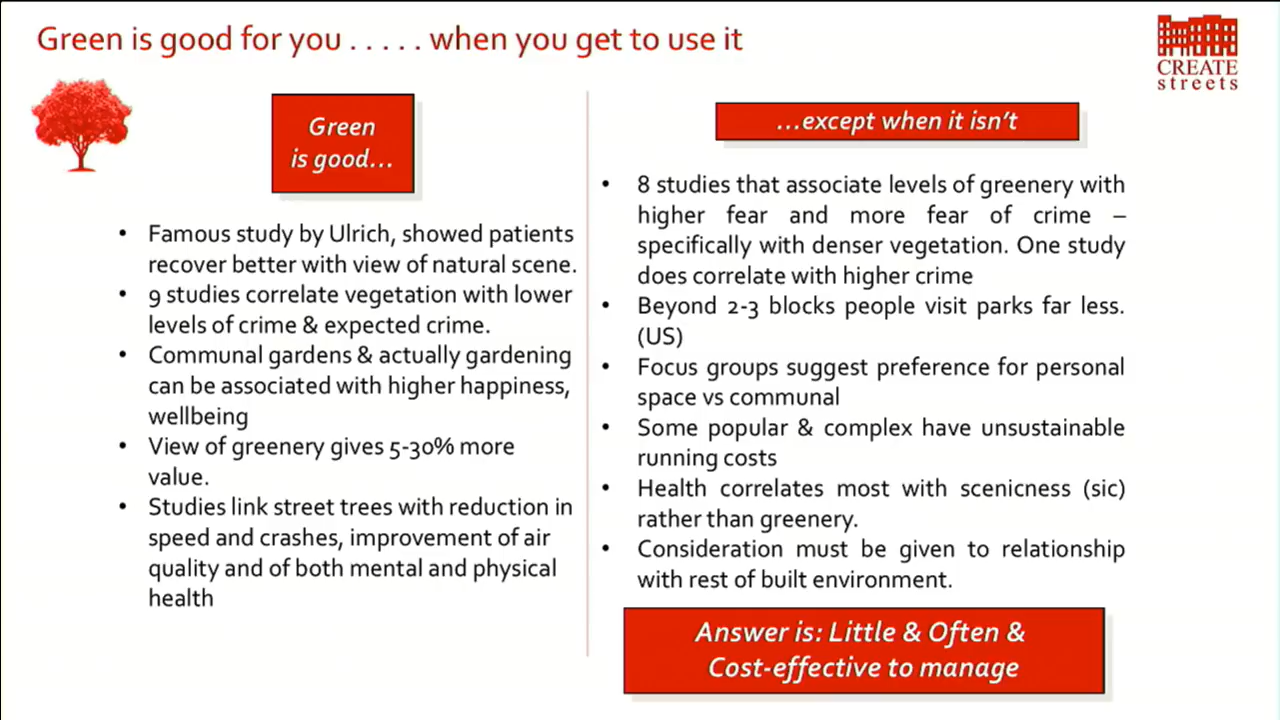 Green is good for you . . . . . when you get to use it
CREATE
streets
Green
is good…
• Famous study by Ulrich, showed patients
recover better with view of natural scene.
• 9 studies correlate vegetation with lower
levels of crime & expected crime.
• Communal gardens & actually gardening
can be associated with higher happiness,
wellbeing
• View of greenery gives 5-30% more
value.
• Studies link street trees with reduction in
speed and crashes, improvement of air
quality and of both mental and physical
health
…except when it isn’t
• 8 studies that associate levels of greenery with
higher fear and more fear of crime –
specifically with denser vegetation. One study
does correlate with higher crime
• Beyond 2-3 blocks people visit parks far less.
(US)
• Focus groups suggest preference for personal
space vs communal
• Some popular & complex have unsustainable
running costs
• Health correlates most with scenicness (sic)
rather than greenery.
• Consideration must be given to relationship
with rest of built environment.
Answer is: Little & Often &
Cost-effective to manage